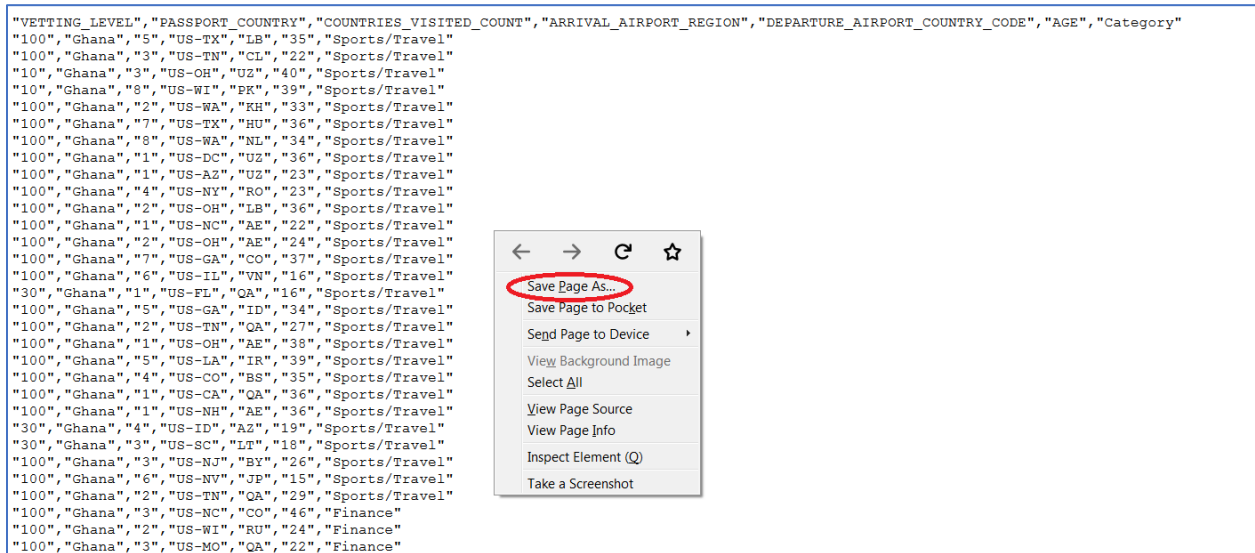 "VETTING_LEVEL","PASSPORT_COUNTRY","COUNTRIES_VISITED_COUNT","ARRIVAL_AIRPORT_REGION","DEPARTURE_AIRPORT_COUNTRY_CODE","AGE","Category"
"100","Ghana","5","US-TX","LB","35","Sports/Travel"
"100","Ghana","3","US-TN","CL","22","Sports/Travel"
"10","Ghana","3","US-OH","UZ","40","Sports/Travel"
"10","Ghana","8","US-WI","PK","39","Sports/Travel"
"100","Ghana","2","US-WA","KH","33","Sports/Travel"
"100","Ghana","7","US-TX","HU","36","Sports/Travel"
"100","Ghana","8","US-WA","NL","34","Sports/Travel"
"100","Ghana","1","US-DC","UZ","36","Sports/Travel"
"100","Ghana","1","US-AZ","UZ","23","Sports/Travel"
"100","Ghana","4","US-NY","RO","23","Sports/Travel"
"100","Ghana","2","US-OH","LB","36","Sports/Travel"
"100","Ghana","1","US-NC","AE","22","Sports/Travel"
"100","Ghana","2","US-OH","AE","24","Sports/Travel"
"100","Ghana","7","US-GA","CO","37","Sports/Travel"
"100","Ghana","6","US-IL","VN","16","Sports/Travel"
"30","Ghana","1","US-FL","QA","16","Sports/Travel"
"100","Ghana","5","US-GA","ID","34","Sports/Travel"
"100","Ghana","2","US-TN","QA","27","Sports/Travel"
"100","Ghana","1","US-OH","AE","38","Sports/Travel"
"100","Ghana","5","US-LA","IR","39","Sports/Travel"
"100","Ghana","4","US-CO","BS","35","Sports/Travel"
"100","Ghana","1","US-CA","QA","36","Sports/Travel"
"100","Ghana","1","US-NH","AE","36","Sports/Travel"
"30","Ghana","4","US-ID","AZ","19","Sports/Travel"
"30","Ghana","3","US-SC","LT","18","Sports/Travel"
"100","Ghana","3","US-NJ","BY","26","Sports/Travel"
"100","Ghana","6","US-NV","JP","15","Sports/Travel"
"100","Ghana","2","US-TN","QA","29","Sports/Travel"
"100","Ghana","3","US-NC","CO","46","Finance"
"100","Ghana","2","US-WI","RU","24","Finance"
"100","Ghana","3","US-MO","QA","22","Finance"
Save Page As...
Save Page to Pocket
Send Page to Device
View Background Image
Select All
View Page Source
View Page Info
Inspect Element (Q)
Take a Screenshot